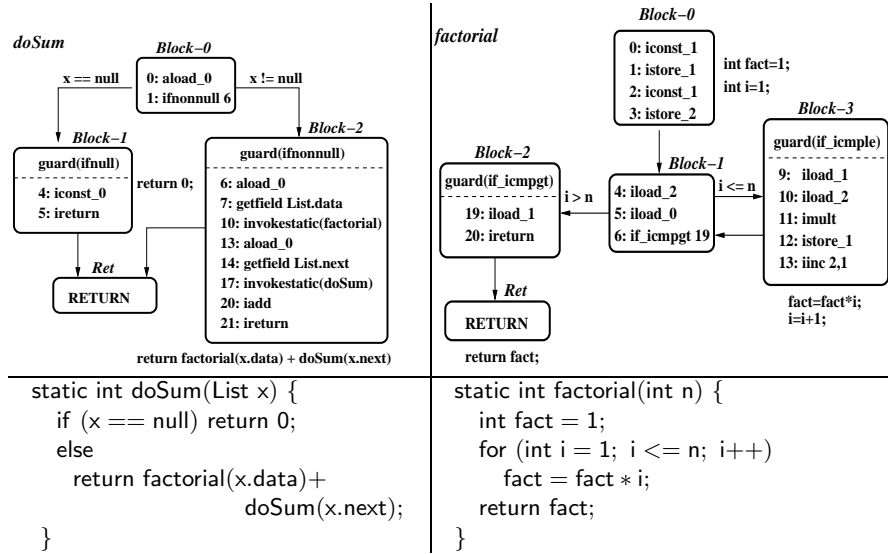 doSum
Block-0
x == null
x != null
0: aload_0
1: ifnonnull 6
Block-1
guard(ifnull)
4: iconst_0
5: ireturn
return 0;
Block-2
guard(ifnonnull)
6: aload_0
7: getfield List.data
10: invokestatic(factorial)
13: aload_0
14: getfield List.next
17: invokestatic(doSum)
20: iadd
21: ireturn
Ret
RETURN
return factorial(x.data) + doSum(x.next)
factorial
Block-0
0: iconst_1
1: istore_1
2: iconst_1
3: istore_2
int fact=1;
int i=1;
Block-3
guard(if_icmple)
9: iload_1
10: iload_2
11: imult
12: istore_1
13: iinc 2,1
fact=fact*i;
i=i+1;
Block-2
guard(if_icmpgt)
19: iload_1
20: ireturn
i > n
Block-1
4: iload_2
5: iload_0
6: if_icmpgt 19
i <= n
Ret
RETURN
return fact;
static int doSum(List x) {
if (x == null) return 0;
else
return factorial(x.data)+
doSum(x.next);
}
static int factorial(int n) {
int fact = 1;
for (int i = 1; i <= n; i++)
fact = fact * i;
return fact;
}